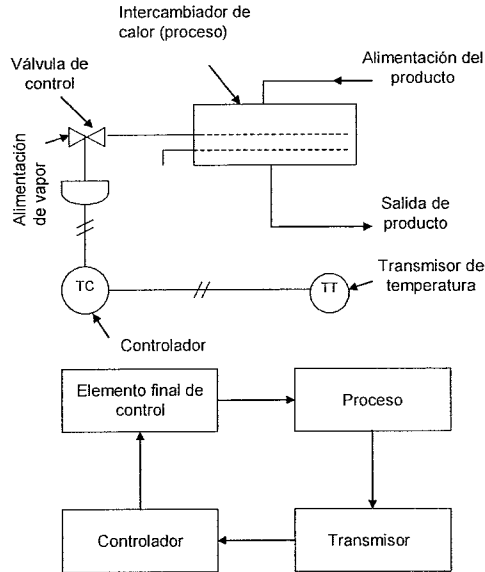 Intercambiador de
calor (proceso)
Válvula de
control
Alimentación del
producto
Alimentación
de vapor
Salida de
producto
TC
TT
Transmisor de
temperatura
Controlador
Elemento final de
control
Proceso
Controlador
Transmisor